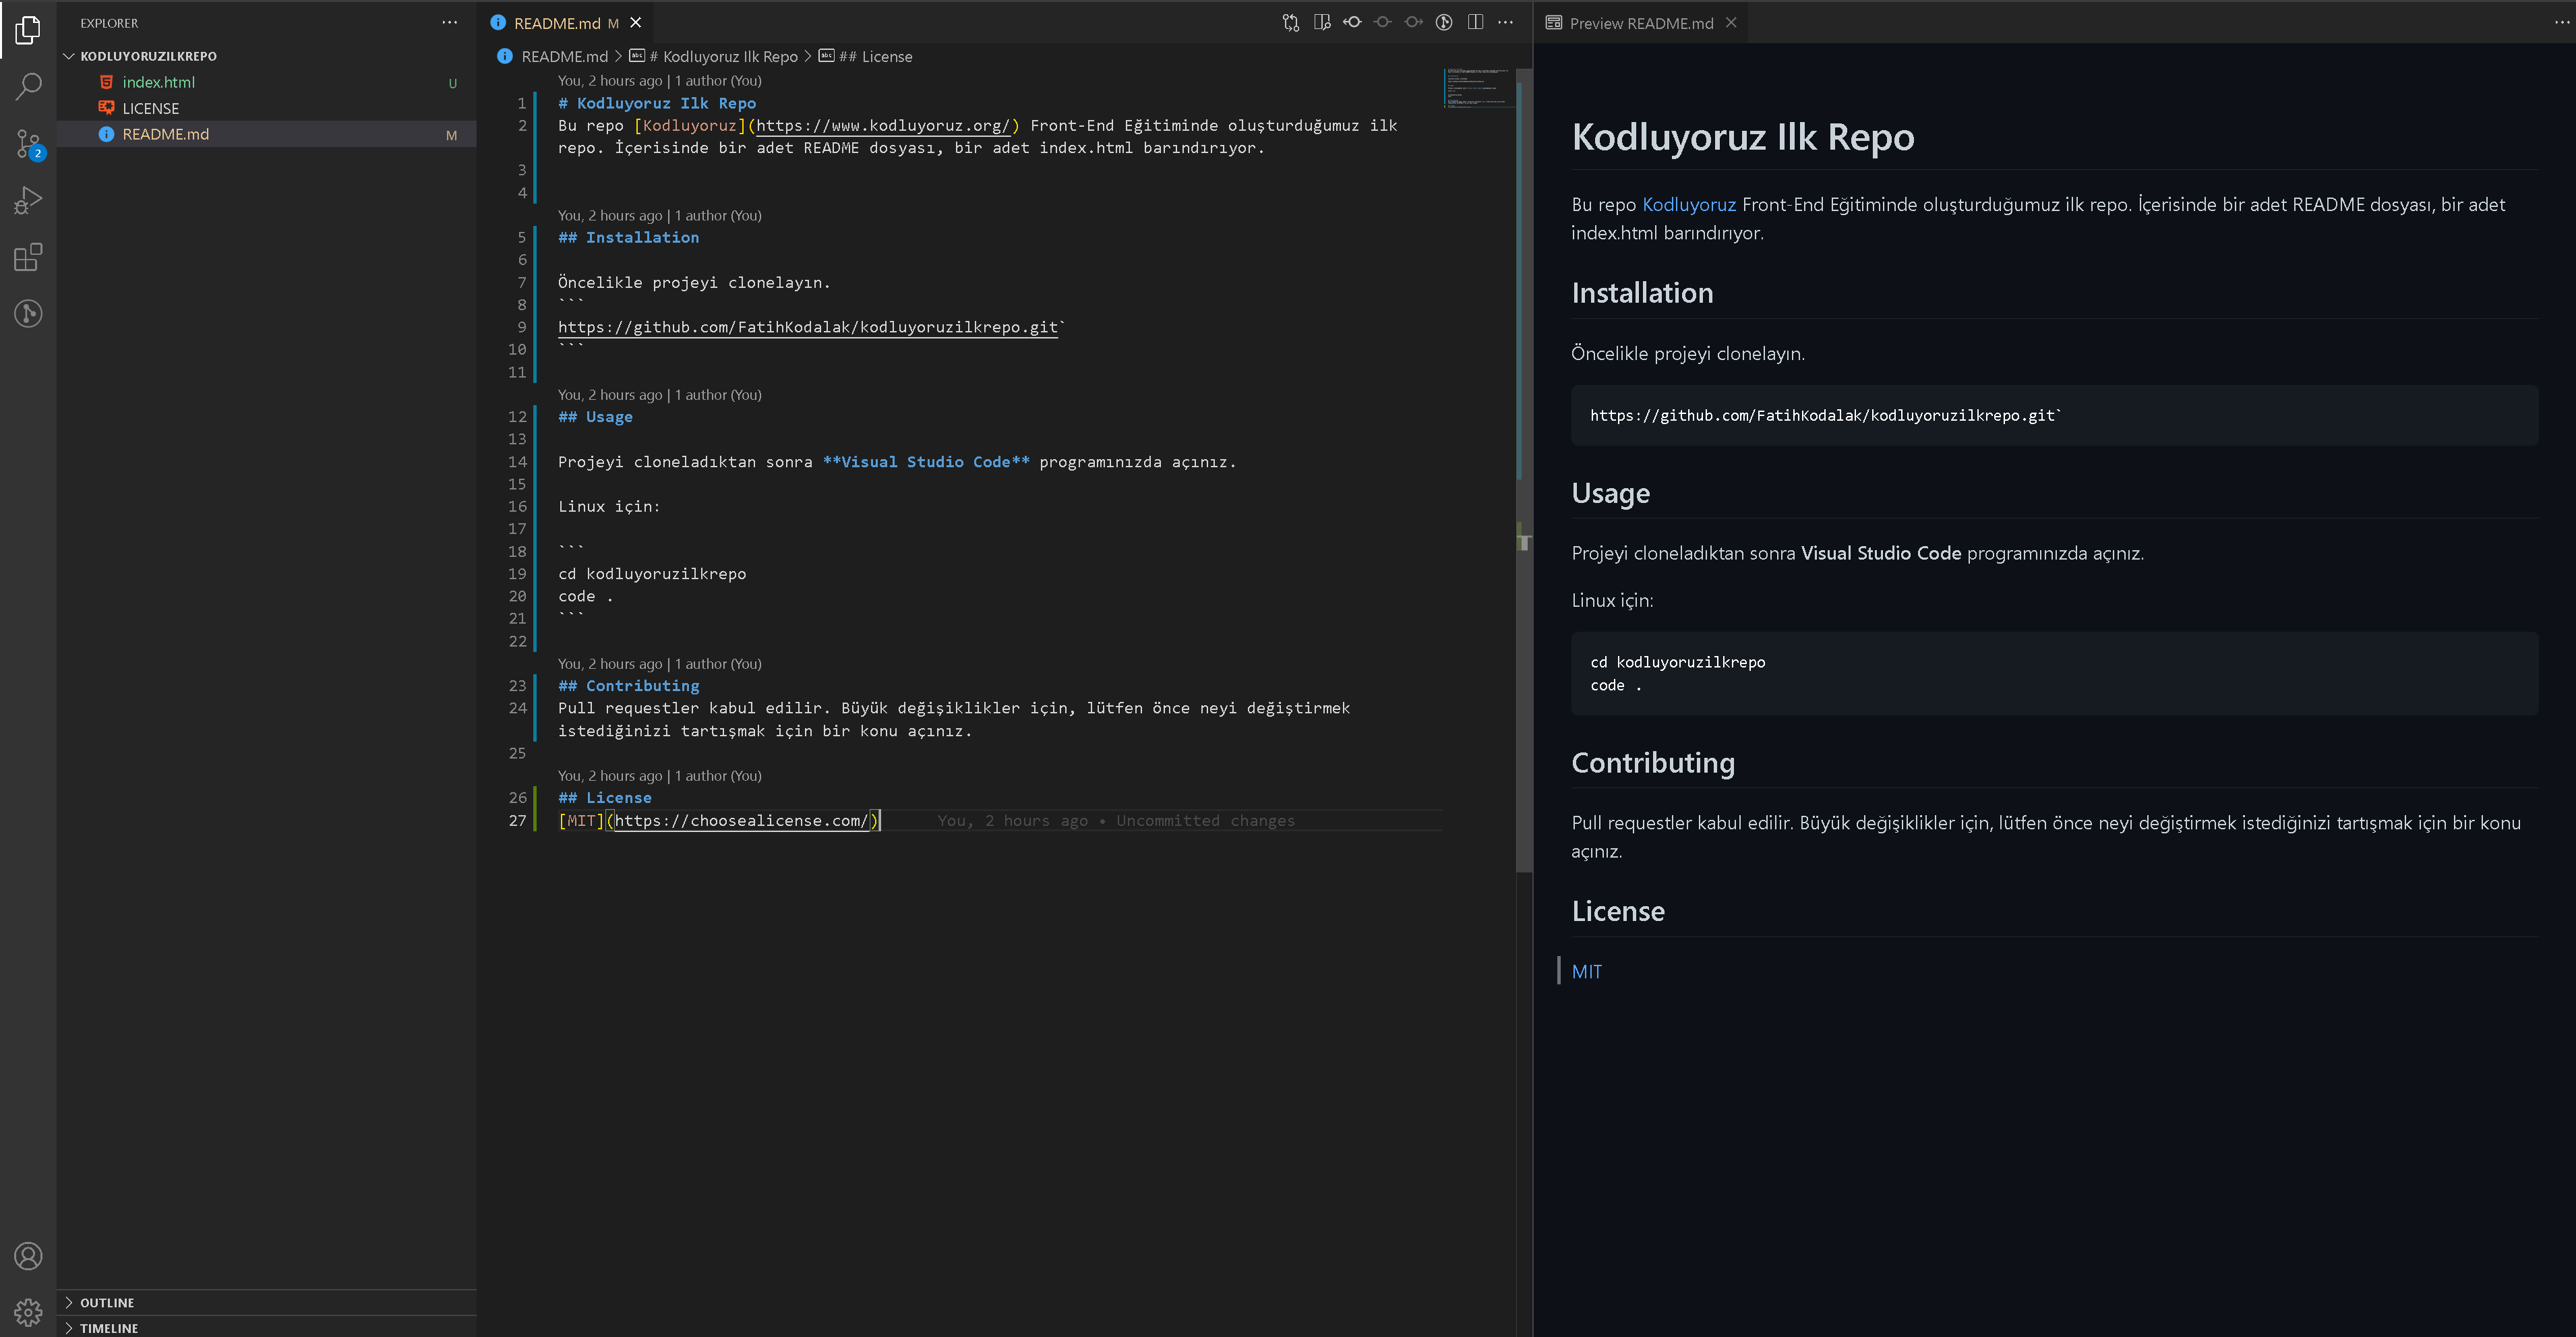 EXPLORER
KODLUYORUZILKREPO
index.html U
LICENSE
README.md M
2
OUTLINE
TIMELINE
README.md M
README.md > # Kodluyoruz Ilk Repo > ## License
You, 2 hours ago | 1 author (You)
1 # Kodluyoruz Ilk Repo
2 Bu repo [Kodluyoruz](https://www.kodluyoruz.org/) Front-End Eğitiminde oluşturduğumuz ilk
repo. İçerisinde bir adet README dosyası, bir adet index.html barındırıyor.
3
4
You, 2 hours ago | 1 author (You)
5 ## Installation
6
7 Öncelikle projeyi clonelayın.
8 ```
9 https://github.com/FatihKodalak/kodluyoruzilkrepo.git`
10 ```
11
You, 2 hours ago | 1 author (You)
12 ## Usage
13
14 Projeyi cloneladıktan sonra **Visual Studio Code** programınızda açınız.
15
16 Linux için:
17
18 ```
19 cd kodluyoruzilkrepo
20 code .
21 ```
22
You, 2 hours ago | 1 author (You)
23 ## Contributing
24 Pull requestler kabul edilir. Büyük değişiklikler için, lütfen önce neyi değiştirmek
istediğinizi tartışmak için bir konu açınız.
25
You, 2 hours ago | 1 author (You)
26 ## License
27 [MIT](https://choosealicense.com/) You, 2 hours ago • Uncommitted changes
Preview README.md
Kodluyoruz Ilk Repo
Bu repo Kodluyoruz Front-End Eğitiminde oluşturduğumuz ilk repo. İçerisinde bir adet README dosyası, bir adet
index.html barındırıyor.
Installation
Öncelikle projeyi clonelayın.
https://github.com/FatihKodalak/kodluyoruzilkrepo.git`
Usage
Projeyi cloneladıktan sonra Visual Studio Code programınızda açınız.
Linux için:
cd kodluyoruzilkrepo
code .
Contributing
Pull requestler kabul edilir. Büyük değişiklikler için, lütfen önce neyi değiştirmek istediğinizi tartışmak için bir konu
açınız.
License
MIT